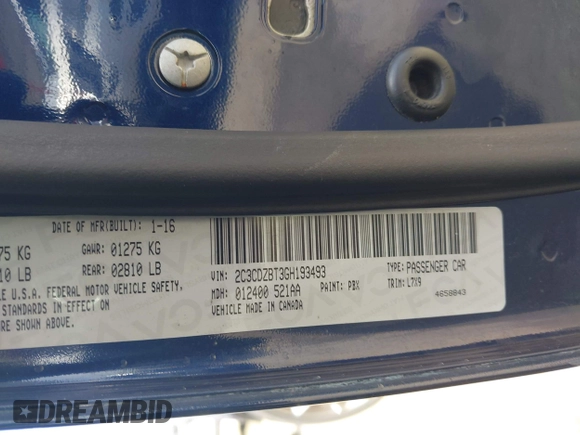 DATE OF MFR(BUILT): 1-16
75 KG GAWR: 01275 KG
10 LB REAR: 02810 LB
LE U.S.A. FEDERAL MOTOR VEHICLE SAFETY.
STANDARDS IN EFFECT ON
RE SHOWN ABOVE.
VIN: 2C3CDZBT3GH193493 TYPE: PASSENGER CAR
MDH: 012400 521AA PAINT: PBX TRIM: L7X9
VEHICLE MADE IN CANADA 4658843
DREAMBID